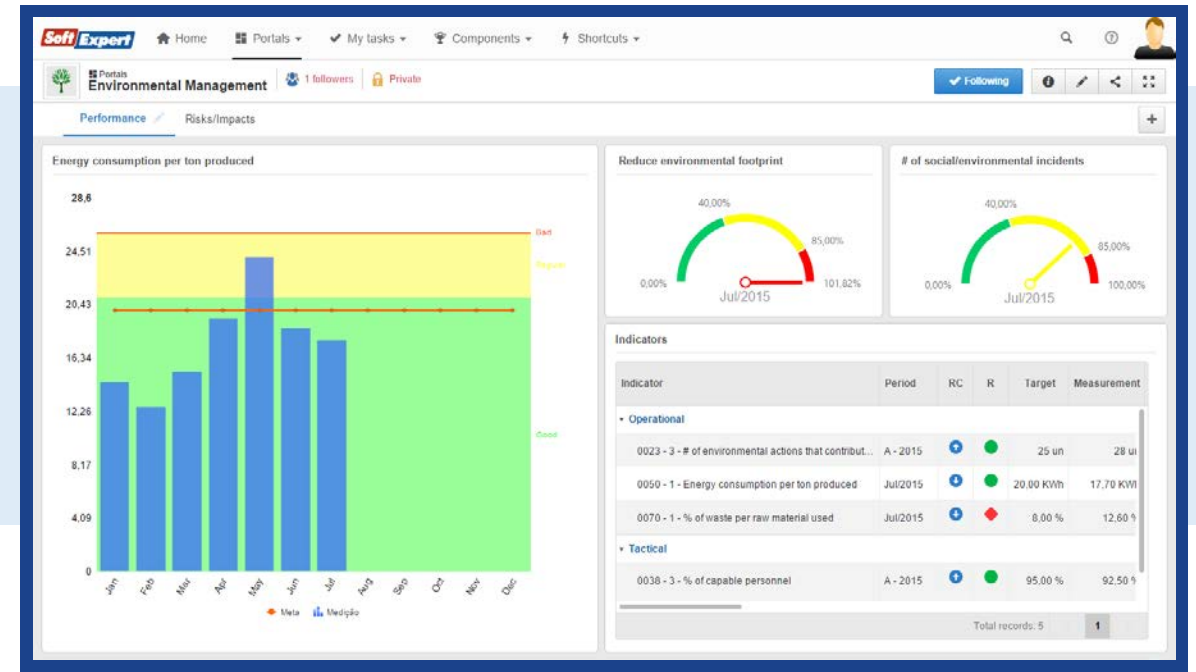 SoftExpert Home Portals My tasks Components Shortcuts
Portais
Environmental Management 1 followers Private Following
Performance Risks/Impacts
Energy consumption per ton produced
28,6
24,51
20,43
16,34
12,26
8,17
4,09
0
Bad
Regular
Good
Jan Feb Mar Apr May Jun Jul Aug Sep Oct Nov Dec
Meta Medição
Reduce environmental footprint
40,00%
85,00%
0,00% 101,82%
Jul/2015
# of social/environmental incidents
40,00%
85,00%
0,00% 100,00%
Jul/2015
Indicators
Indicator Period RC R Target Measurement
Operational
0023 - 3 - # of environmental actions that contribut... A - 2015 25 un 28 u
0050 - 1 - Energy consumption per ton produced Jul/2015 20,00 KWh 17,70 KW
0070 - 1 - % of waste per raw material used Jul/2015 8,00 % 12,60 %
Tactical
0038 - 3 - % of capable personnel A - 2015 95,00 % 92,50 %
Total records: 5 1